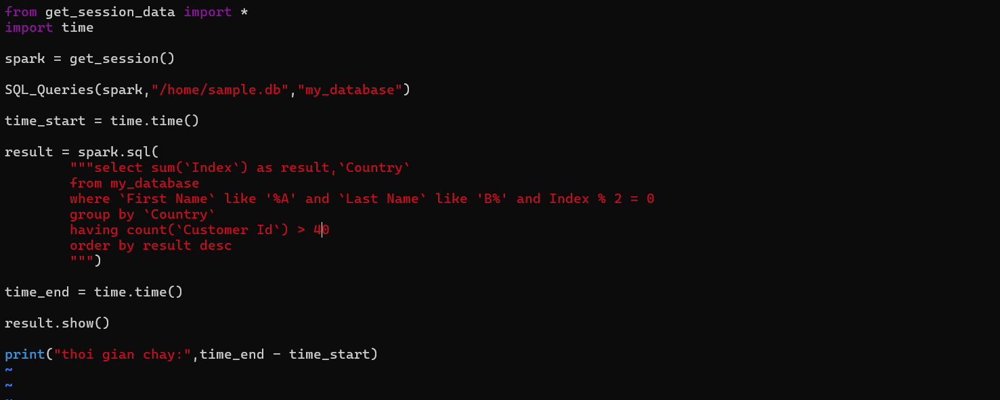 from get_session_data import *
import time
spark = get_session()
SQL_Queries(spark,"/home/sample.db","my_database")
time_start = time.time()
result = spark.sql(
"""select sum(`Index`) as result,`Country`
from my_database
where `First Name` like '%A' and `Last Name` like 'B%' and Index % 2 = 0
group by `Country`
having count(`Customer Id`) > 40
order by result desc
""")
time_end = time.time()
result.show()
print("thoi gian chay:",time_end - time_start)
~
~
~